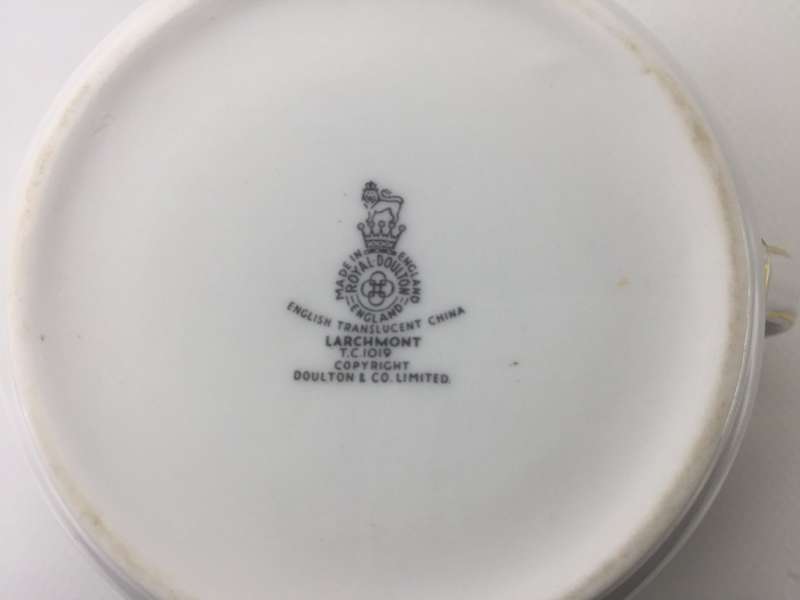 MADE IN ENGLAND
ROYAL DOULTON
ENGLAND
ENGLISH TRANSLUCENT CHINA
LARCHMONT
T.C.1019
COPYRIGHT
DOULTON & CO. LIMITED.